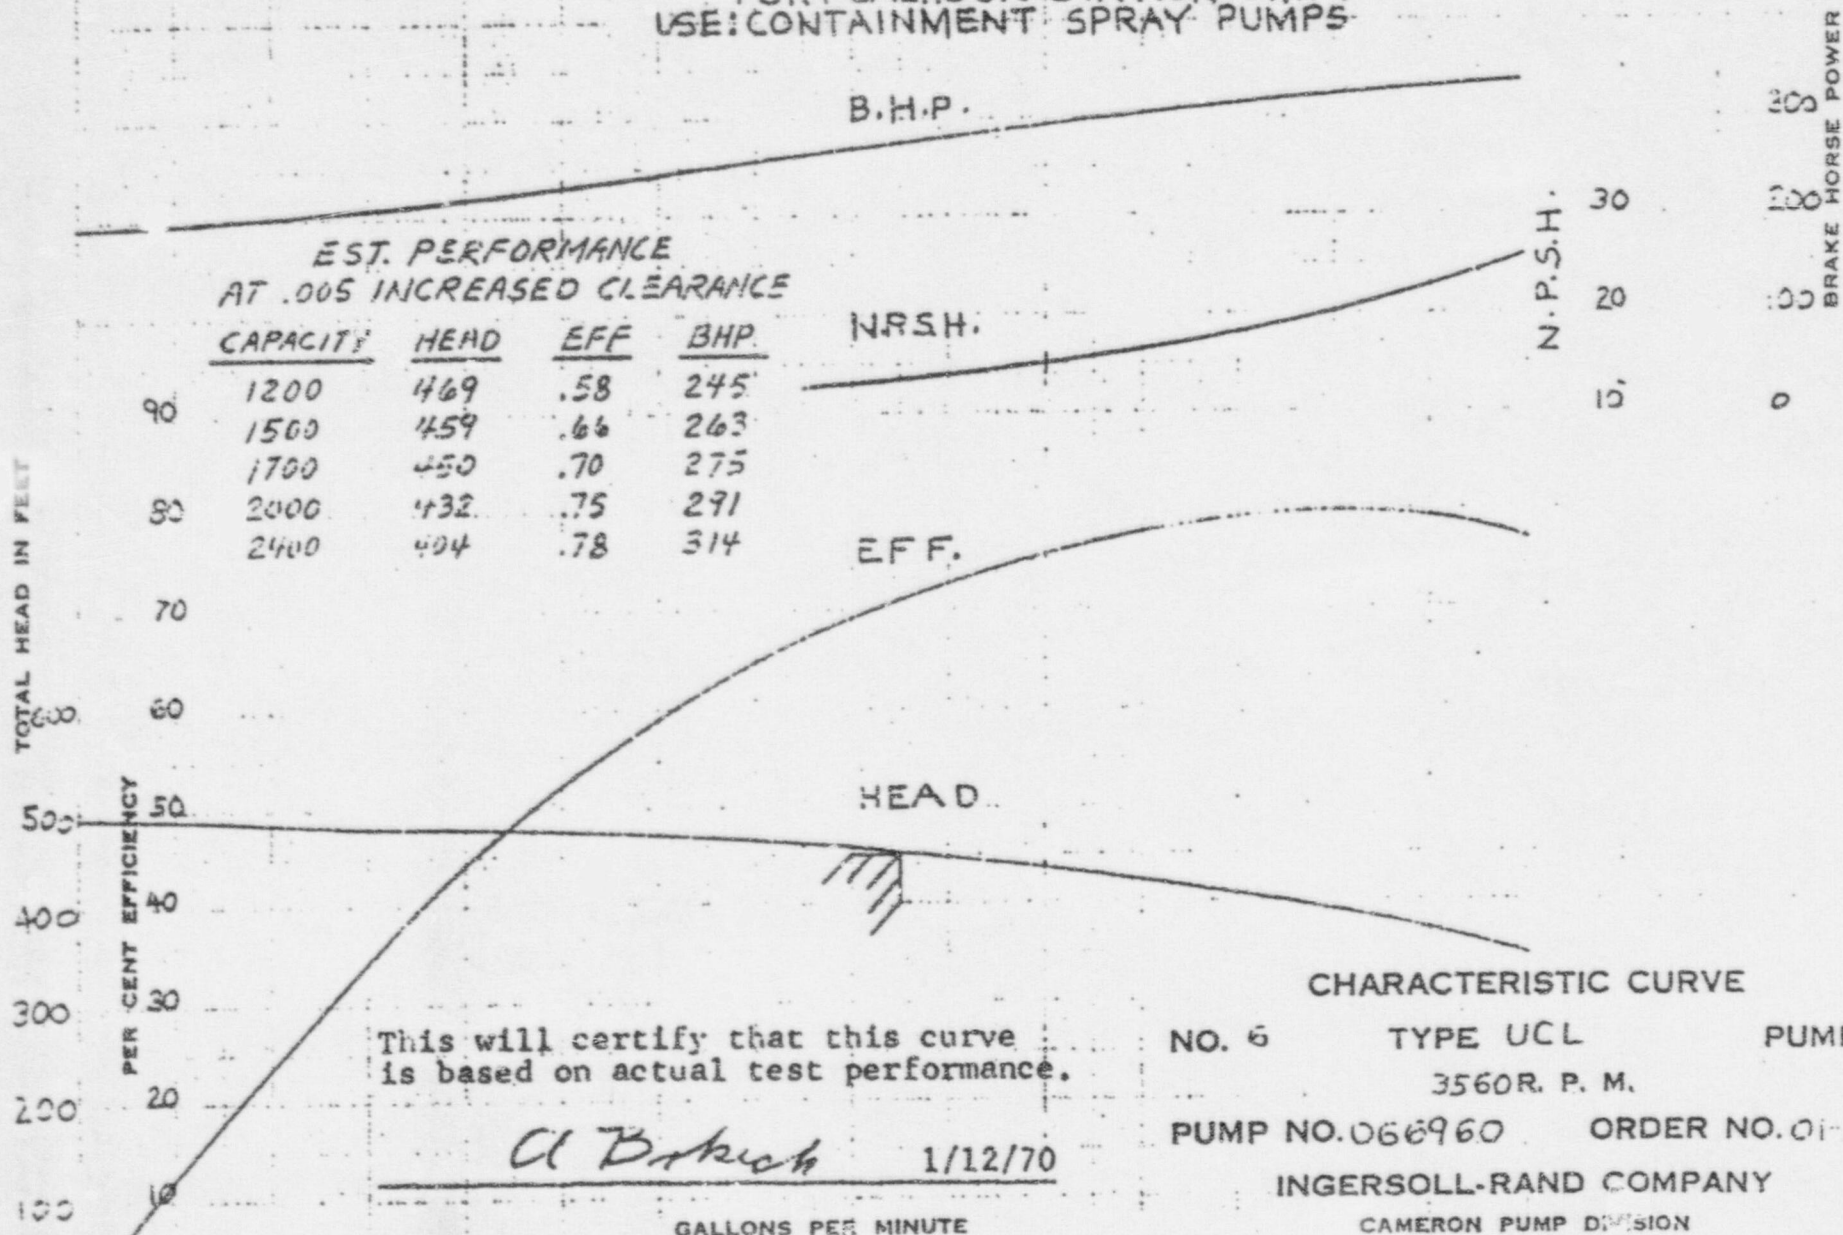 USE: CONTAINMENT SPRAY PUMPS
B.H.P.
BRAKE HORSE POWER
300
200
100
0
N.P.S.H.
30
20
10
EST. PERFORMANCE
AT .005 INCREASED CLEARANCE
CAPACITY HEAD EFF BHP
1200 469 .58 245
1500 459 .66 263
1700 450 .70 275
2000 432 .75 291
2400 404 .78 314
N.P.S.H.
EFF.
HEAD
TOTAL HEAD IN FEET
600
500
400
300
200
100
PER CENT EFFICIENCY
90
80
70
60
50
40
30
20
10
This will certify that this curve
is based on actual test performance.
1/12/70
GALLONS PER MINUTE
CHARACTERISTIC CURVE
NO. 6 TYPE UCL
3560 R. P. M.
PUMP NO. 066960 ORDER NO. 01-
INGERSOLL-RAND COMPANY
CAMERON PUMP DIVISION